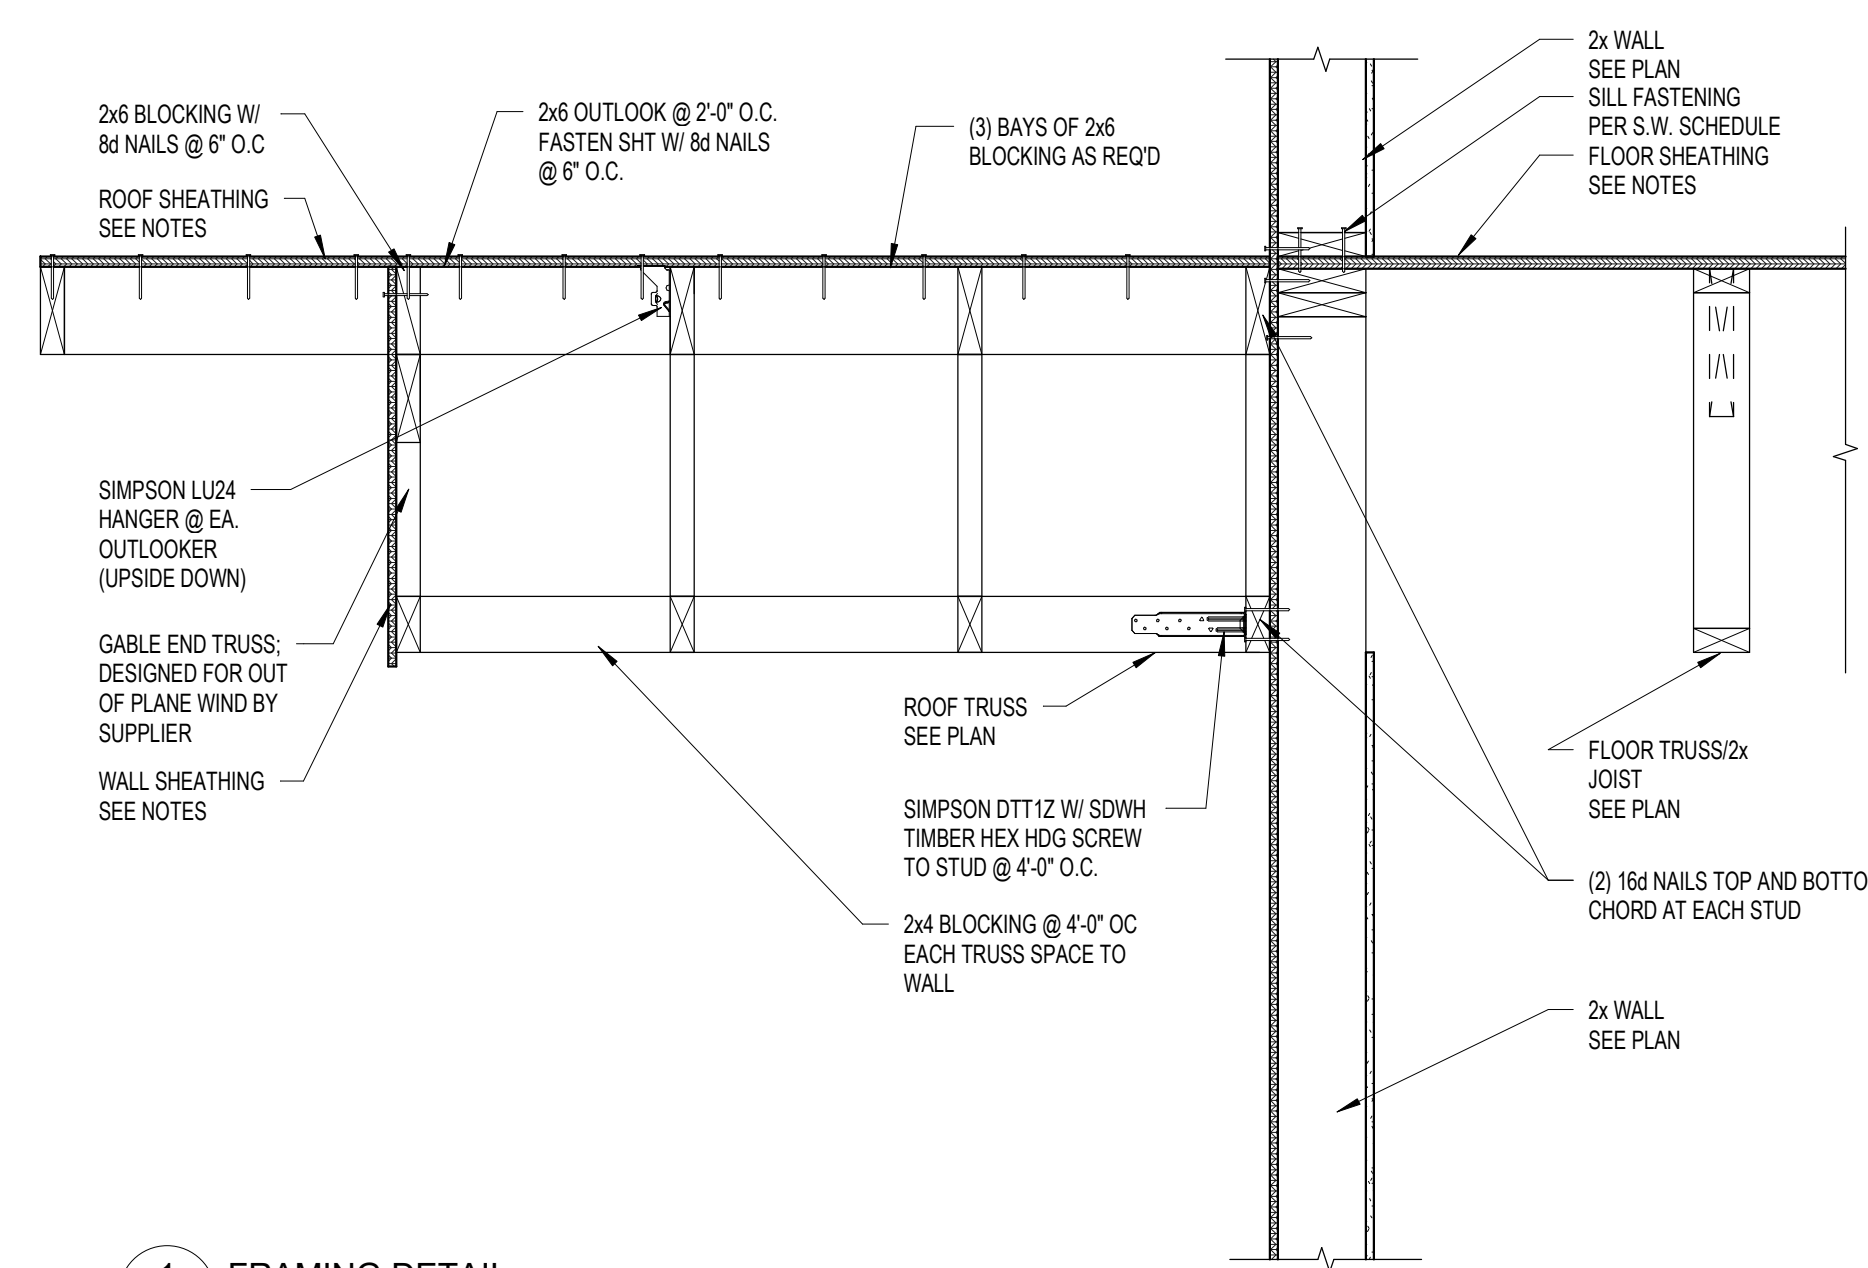 2x6 BLOCKING W/
8d NAILS @ 6" O.C
ROOF SHEATHING
SEE NOTES
2x6 OUTLOOK @ 2'-0" O.C.
FASTEN SHT W/ 8d NAILS
@ 6" O.C.
(3) BAYS OF 2x6
BLOCKING AS REQ'D
2x WALL
SEE PLAN
SILL FASTENING
PER S.W. SCHEDULE
FLOOR SHEATHING
SEE NOTES
SIMPSON LU24
HANGER @ EA.
OUTLOOKER
(UPSIDE DOWN)
GABLE END TRUSS;
DESIGNED FOR OUT
OF PLANE WIND BY
SUPPLIER
WALL SHEATHING
SEE NOTES
ROOF TRUSS
SEE PLAN
SIMPSON DTT1Z W/ SDWH
TIMBER HEX HDG SCREW
TO STUD @ 4'-0" O.C.
2x4 BLOCKING @ 4'-0" OC
EACH TRUSS SPACE TO
WALL
FLOOR TRUSS/2x
JOIST
SEE PLAN
(2) 16d NAILS TOP AND BOTTO
CHORD AT EACH STUD
2x WALL
SEE PLAN
1 FRAMING DETAIL